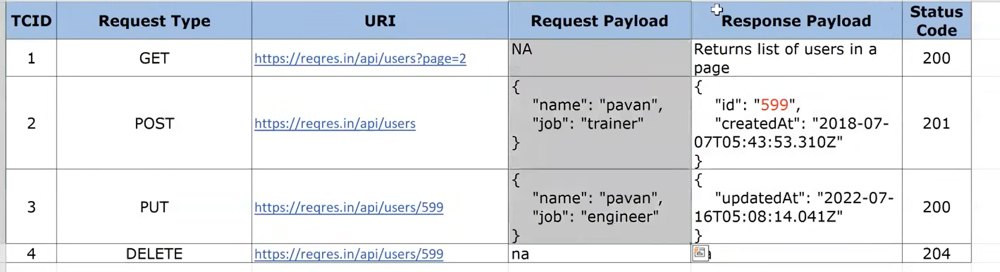 TCID Request Type URI Request Payload Response Payload Status Code
1 GET https://reqres.in/api/users?page=2 NA Returns list of users in a
page
200
2 POST https://reqres.in/api/users
{
"name": "pavan",
"job": "trainer"
}
{
"id": "599",
"createdAt": "2018-07-
07T05:43:53.310Z"
}
201
3 PUT https://reqres.in/api/users/599
{
"name": "pavan",
"job": "engineer"
}
{
"updatedAt": "2022-07-
16T05:08:14.041Z"
}
200
4 DELETE https://reqres.in/api/users/599 na 204